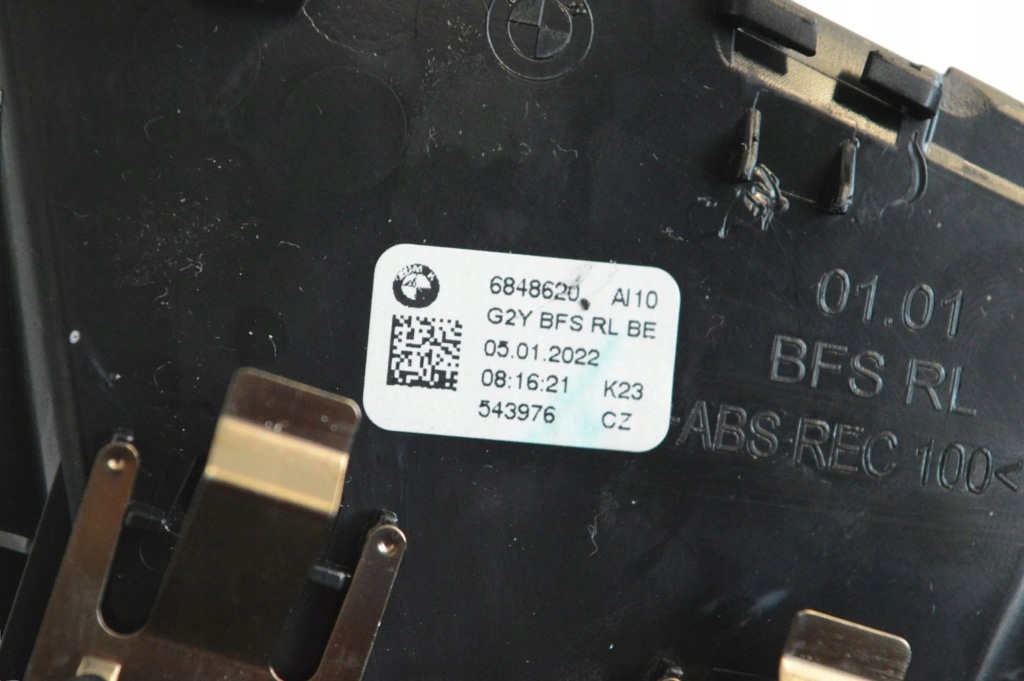 6848620 AI10
G2Y BFS RL BE
05.01.2022
08:16:21 K23
543976 CZ
01.01
BFS RL
-ABS-REC 100<